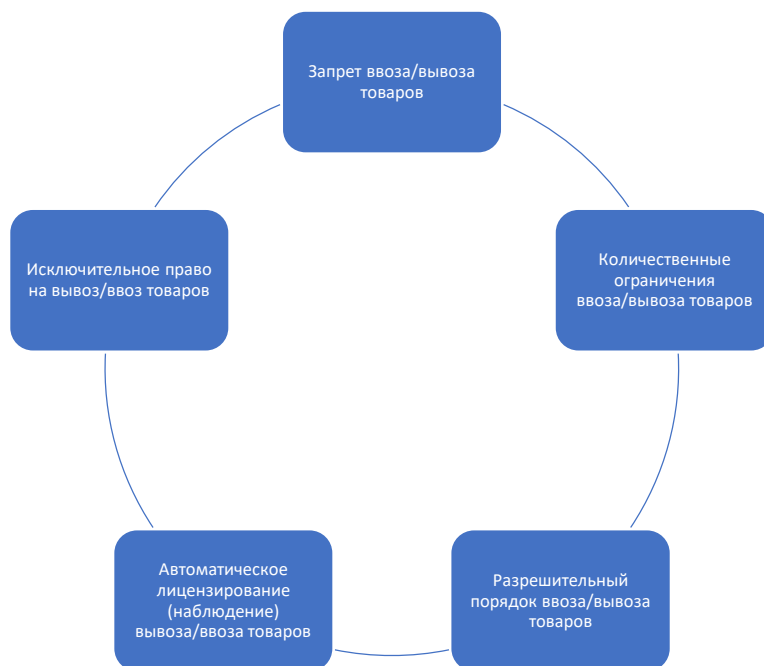 Запрет ввоза/вывоза
товаров
Количественные
ограничения
ввоза/вывоза товаров
Разрешительный
порядок ввоза/вывоза
товаров
Автоматическое
лицензирование
(наблюдение)
вывоза/ввоза товаров
Исключительное право
на вывоз/ввоз товаров